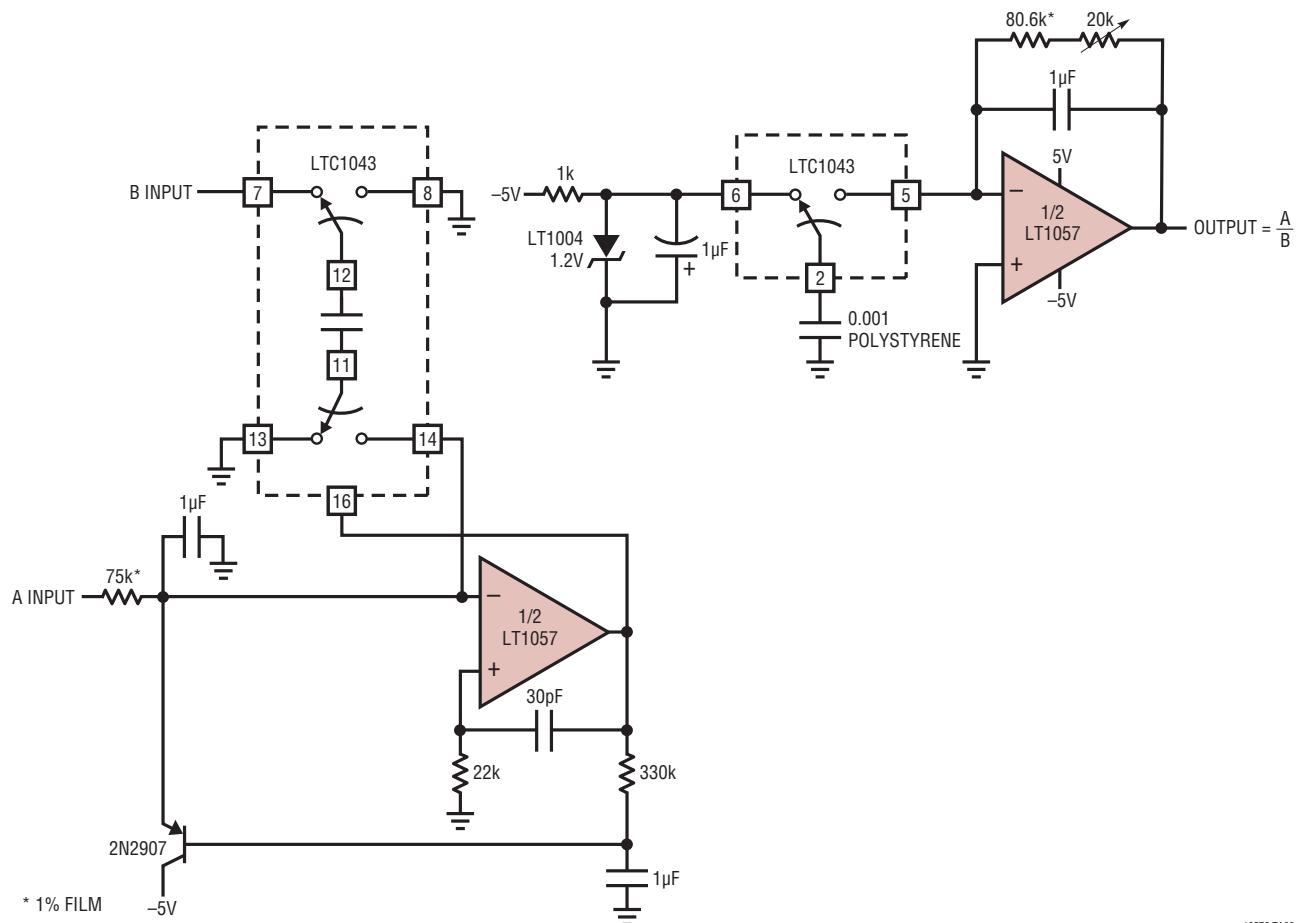 80.6k*
20k
1µF
LTC1043
B INPUT
7
8
12
11
13
14
16
–5V
1k
LT1004
1.2V
1µF
+
LTC1043
6
5
2
0.001
POLYSTYRENE
5V
–
1/2
LT1057
+
–5V
OUTPUT = A
B
1µF
75k*
A INPUT
–
1/2
LT1057
+
30pF
22k
330k
2N2907
–5V
1µF
* 1% FILM